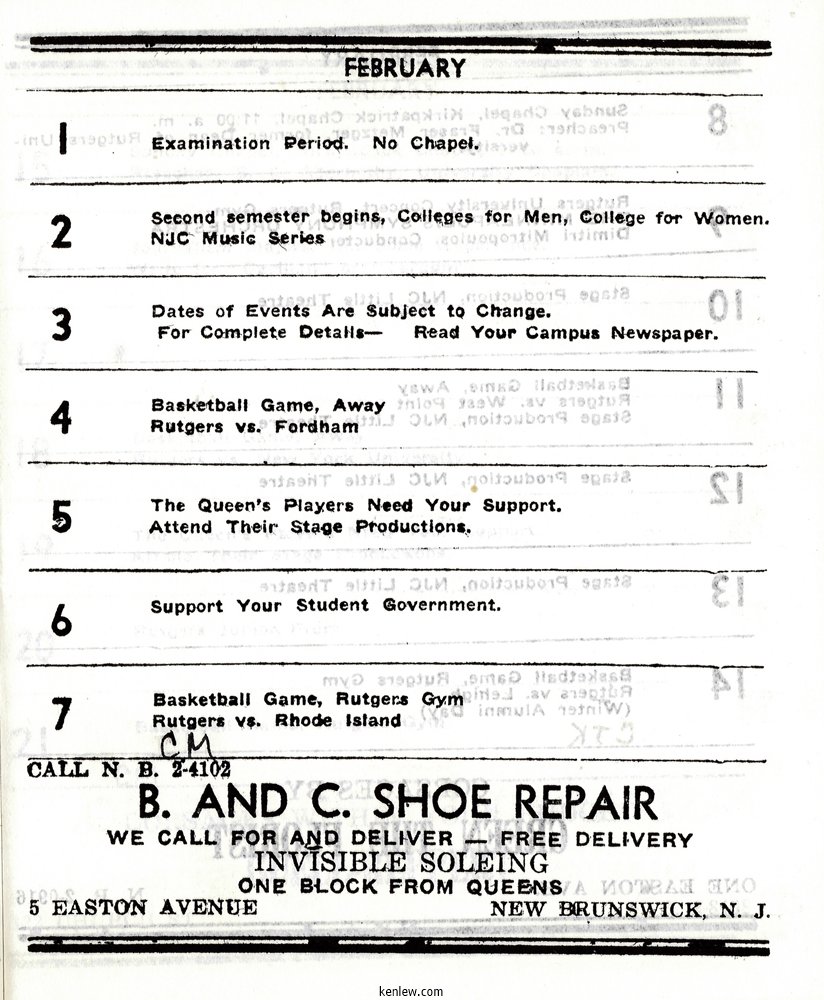 FEBRUARY
1
Examination Period. No Chapel.
2
Second semester begins, Colleges for Men, College for Women.
NJC Music Series
3
Dates of Events Are Subject to Change.
For Complete Details— Read Your Campus Newspaper.
4
Basketball Game, Away
Rutgers vs. Fordham
5
The Queen's Players Need Your Support.
Attend Their Stage Productions.
6
Support Your Student Government.
7
Basketball Game, Rutgers Gym
Rutgers vs. Rhode Island
CM
CALL N. B. 2-4102
B. AND C. SHOE REPAIR
WE CALL FOR AND DELIVER — FREE DELIVERY
INVISIBLE SOLEING
ONE BLOCK FROM QUEENS
5 EASTON AVENUE NEW BRUNSWICK, N. J.
kenlew.com